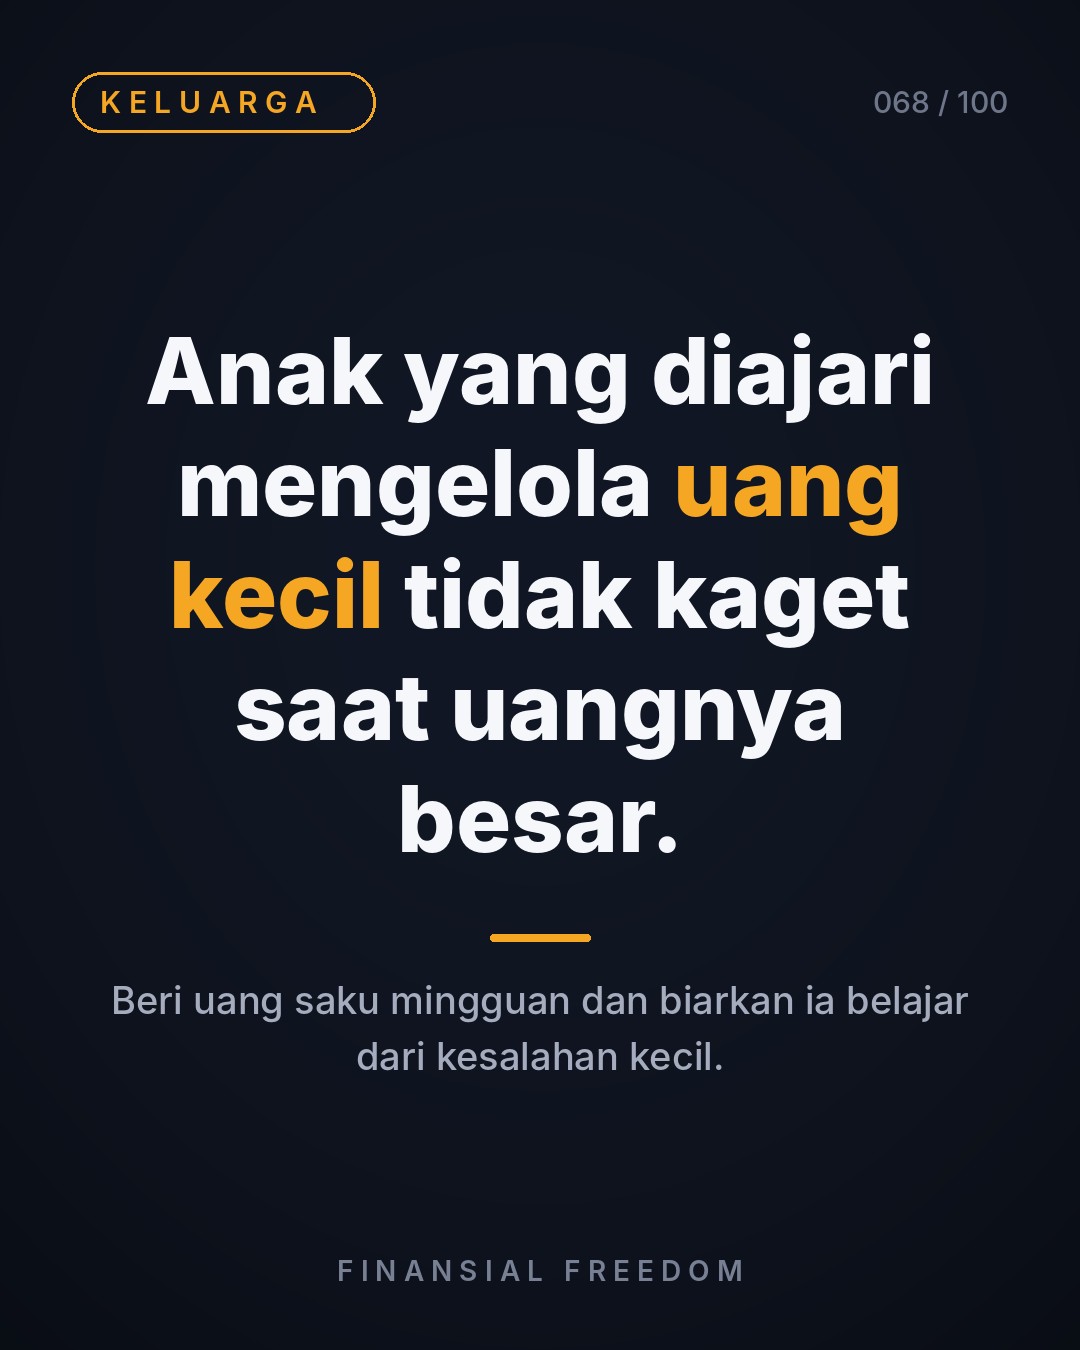 KELUARGA
068 / 100
Anak yang diajari
mengelola uang
kecil tidak kaget
saat uangnya
besar.
Beri uang saku mingguan dan biarkan ia belajar
dari kesalahan kecil.
FINANSIAL FREEDOM